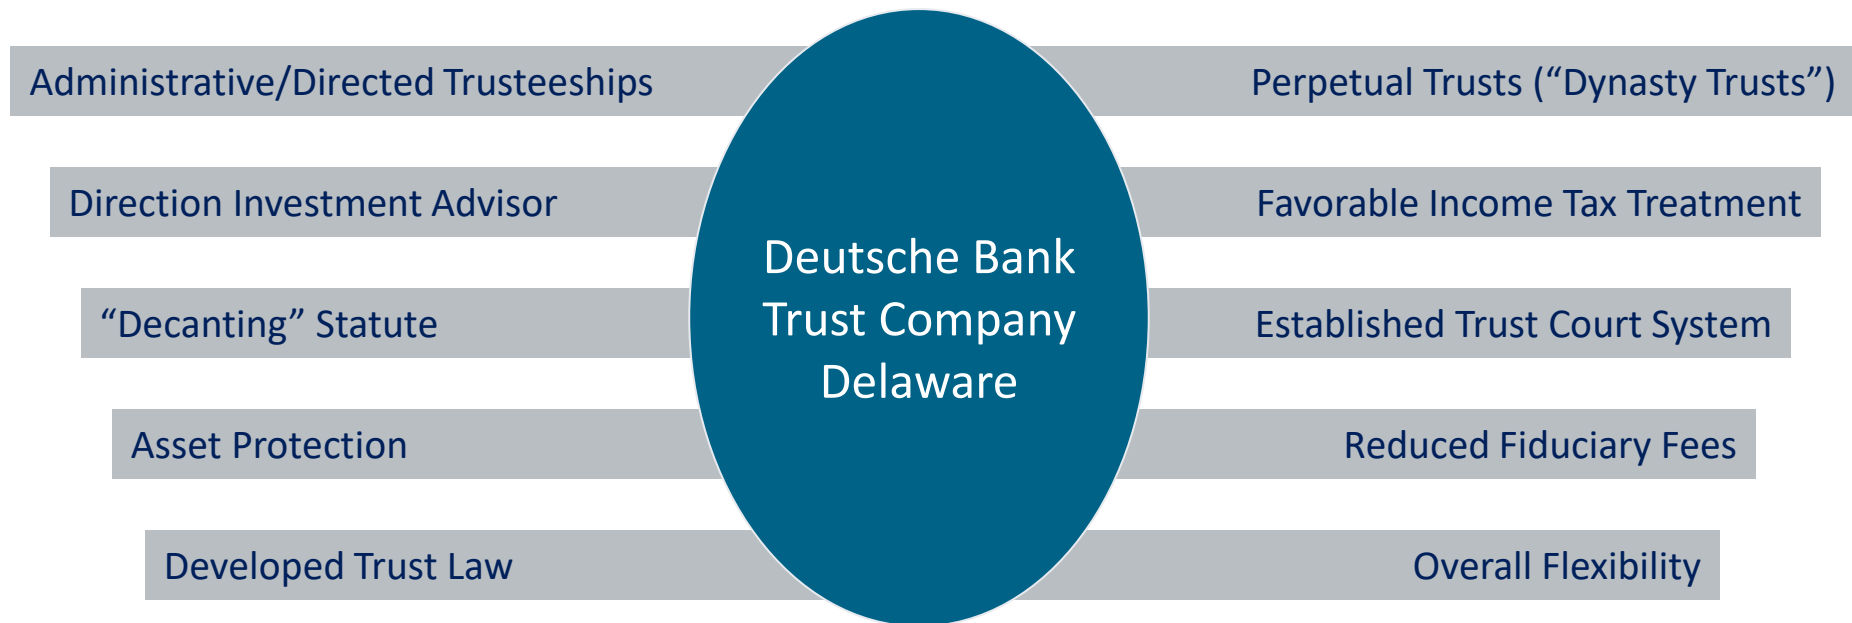 Administrative/Directed Trusteeships
Direction Investment Advisor
“Decanting” Statute
Asset Protection
Developed Trust Law
Deutsche Bank
Trust Company
Delaware
Perpetual Trusts (“Dynasty Trusts”)
Favorable Income Tax Treatment
Established Trust Court System
Reduced Fiduciary Fees
Overall Flexibility